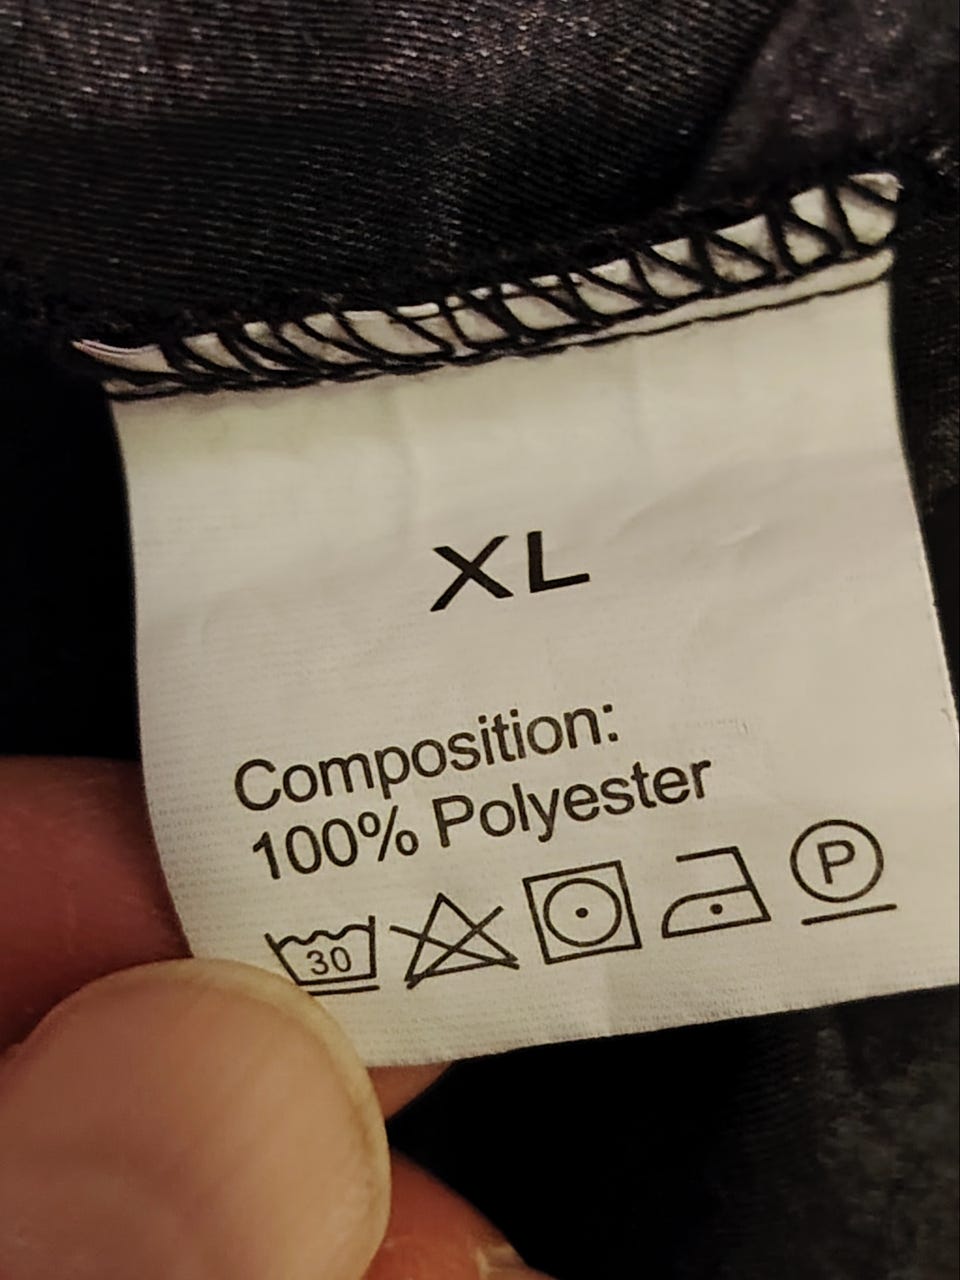 XL
Composition:
100% Polyester
30 P